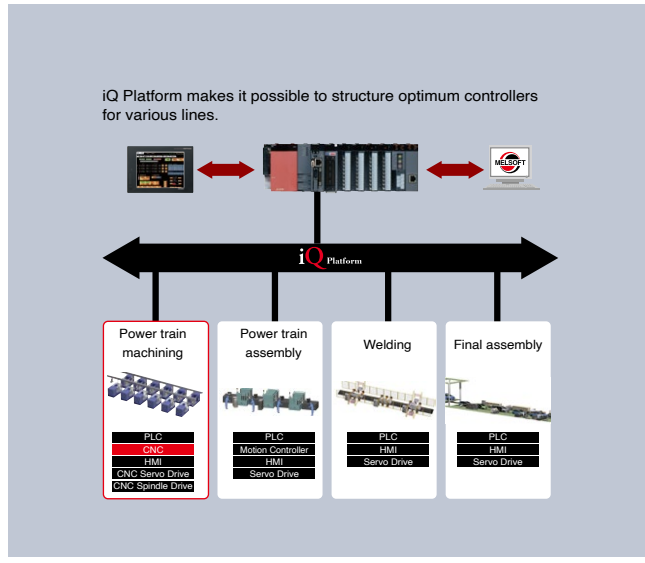 iQ Platform makes it possible to structure optimum controllers
for various lines.
MELSOFT
iQ Platform
Power train
machining
PLC
CNC
HMI
CNC Servo Drive
CNC Spindle Drive
Power train
assembly
PLC
Motion Controller
HMI
Servo Drive
Welding
PLC
HMI
Servo Drive
Final assembly
PLC
HMI
Servo Drive